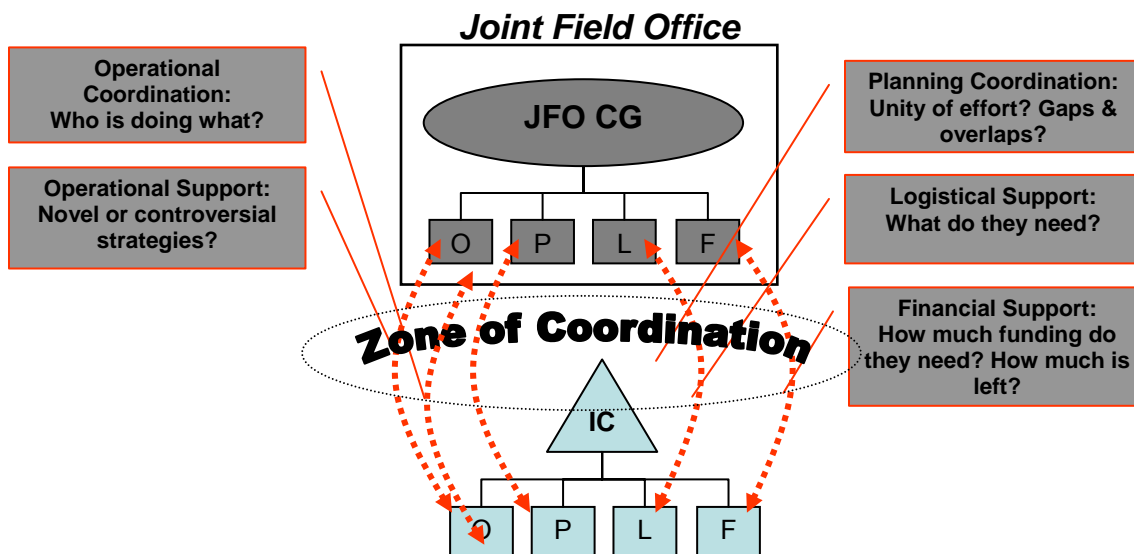 Joint Field Office
Operational
Coordination:
Who is doing what?
Operational Support:
Novel or controversial
strategies?
JFO CG
O P L F
Planning Coordination:
Unity of effort? Gaps &
overlaps?
Logistical Support:
What do they need?
Financial Support:
How much funding do
they need? How much is
left?
Zone of Coordination
IC
O P L F